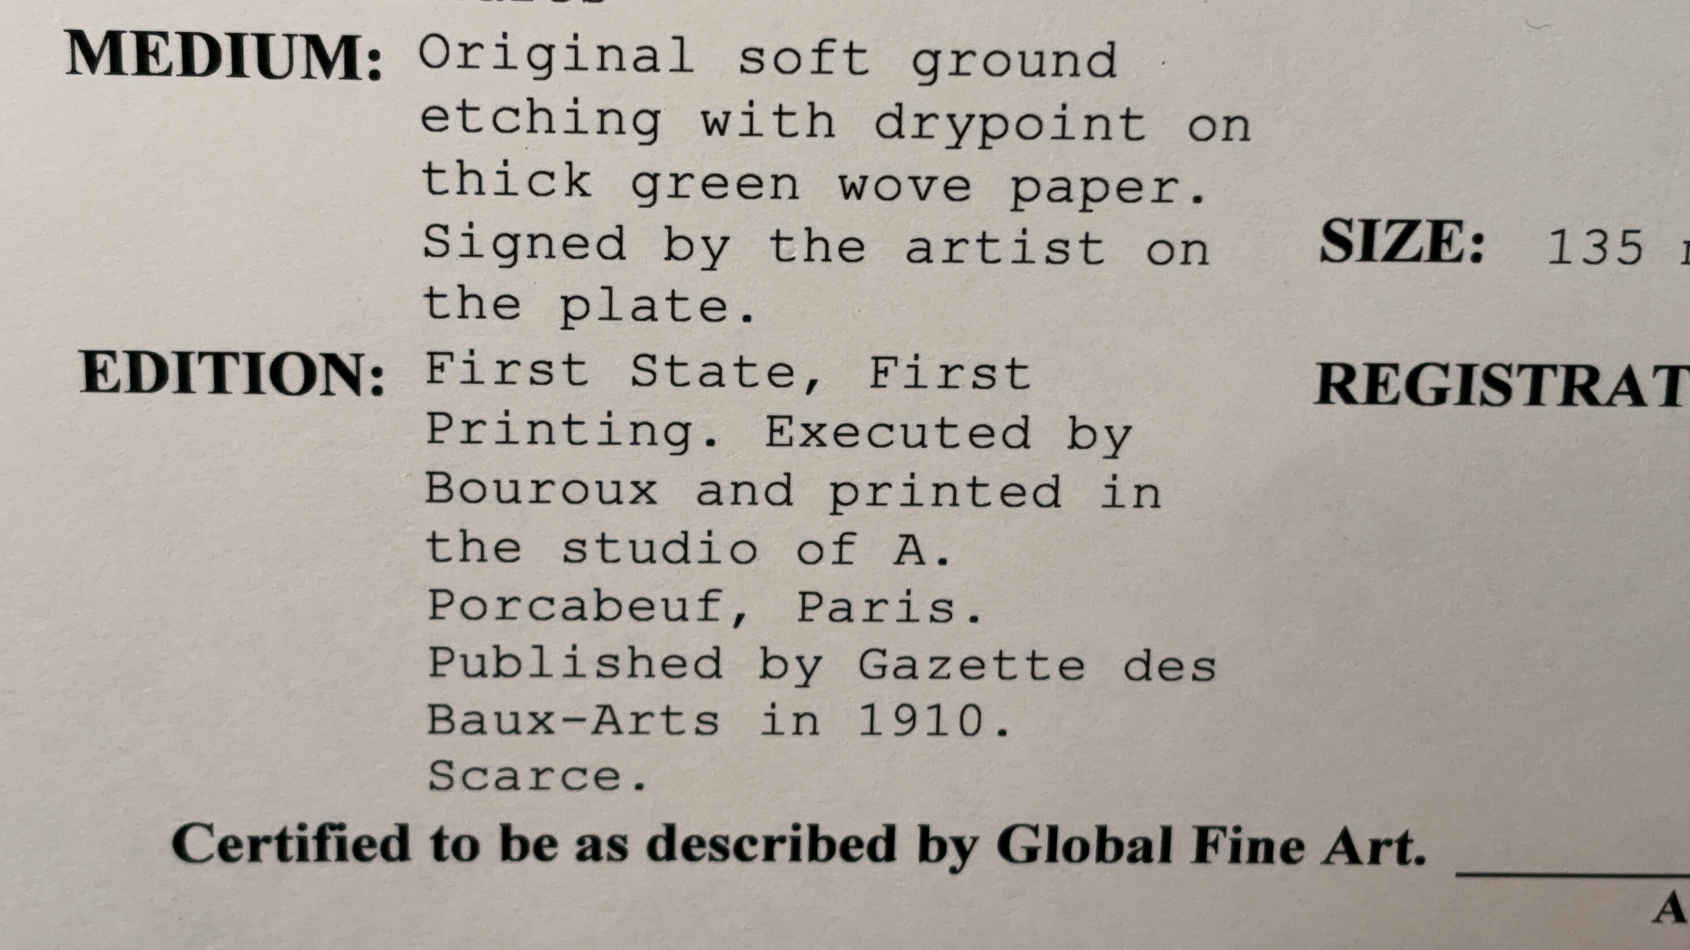 MEDIUM: Original soft ground
etching with drypoint on
thick green wove paper.
Signed by the artist on
the plate.
SIZE: 135
EDITION: First State, First
Printing. Executed by
Bouroux and printed in
the studio of A.
Porcabeuf, Paris.
Published by Gazette des
Baux-Arts in 1910.
Scarce.
REGISTRAT
Certified to be as described by Global Fine Art.
A